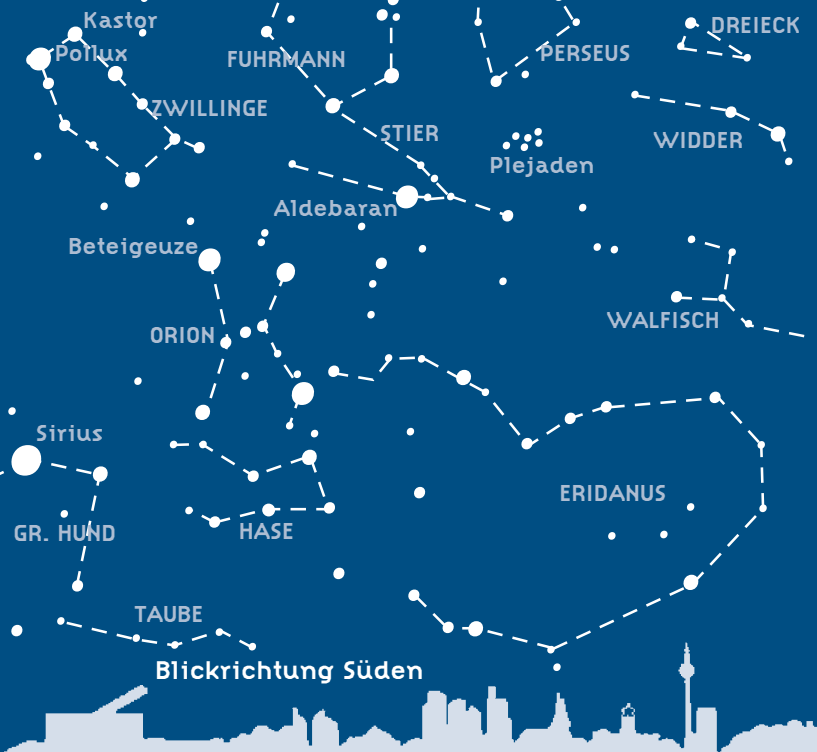 Kastor
DREIECK
Pollux
FUHRMANN
PERSEUS
ZWILLINGE
STIER
WIDDER
Plejaden
Aldebaran
Beteigeuze
WALFISCH
ORION
Sirius
ERIDANUS
GR. HUND
HASE
TAUBE
Blickrichtung Süden